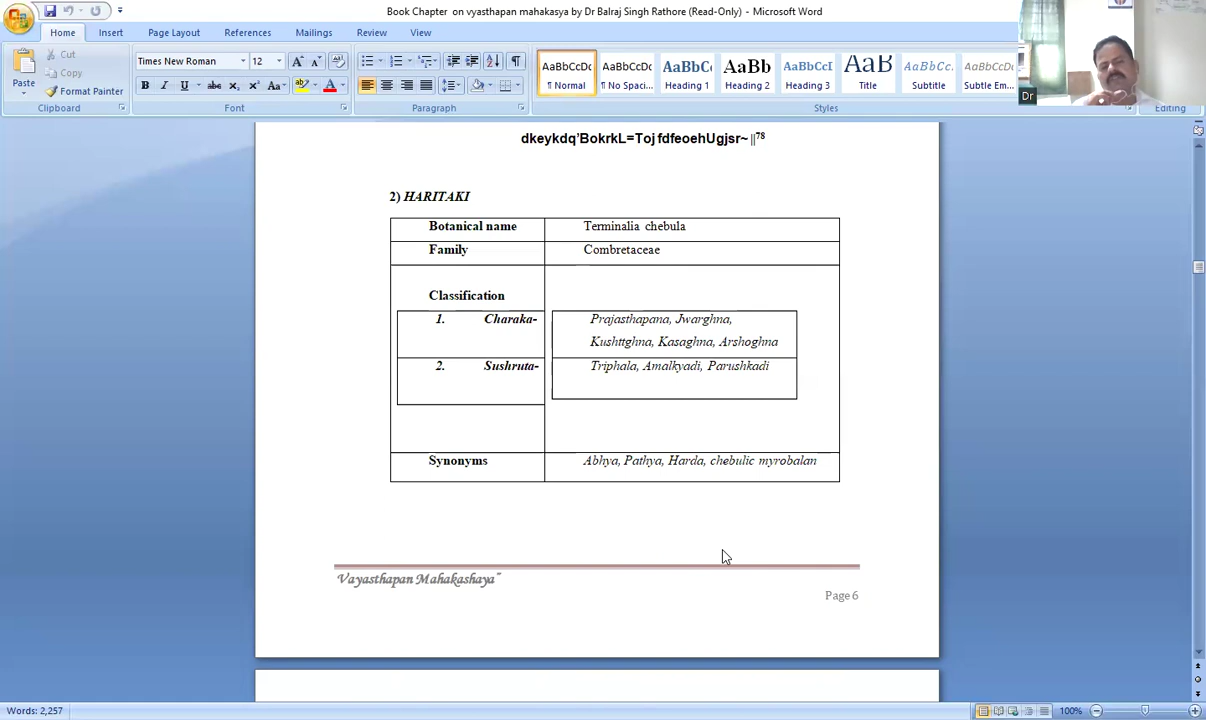 Book Chapter on vyasthapan mahakasya by Dr Balraj Singh Rathore (Read-Only) - Microsoft Word
Home Insert Page Layout References Mailings Review View
Cut
Copy
Format Painter
Paste
Times New Roman 12
AaBbCcDc AaBbCcDc AaBbC AaBb AaBbCcI AaB AaBbCc. AaBbCcDc
¶ Normal ¶ No Spaci... Heading 1 Heading 2 Heading 3 Title Subtitle Subtle Em...
Clipboard Font Paragraph Styles Editing
Dr
dkeykdq'BokrkL=Toj fdfeoehUgjsr~ ||78
2) HARITAKI
Botanical name Terminalia chebula
Family Combretaceae
Classification
1. Charaka- Prajasthapana, Jwarghna,
Kushttghna, Kasaghna, Arshoghna
2. Sushruta- Triphala, Amalkyadi, Parushkadi
Synonyms Abhya, Pathya, Harda, chebulic myrobalan
Vayasthapan Mahakashaya"
Page 6
Words: 2,257
100%